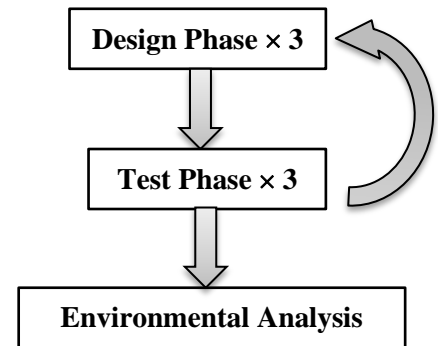 Design Phase × 3
Test Phase × 3
Environmental Analysis